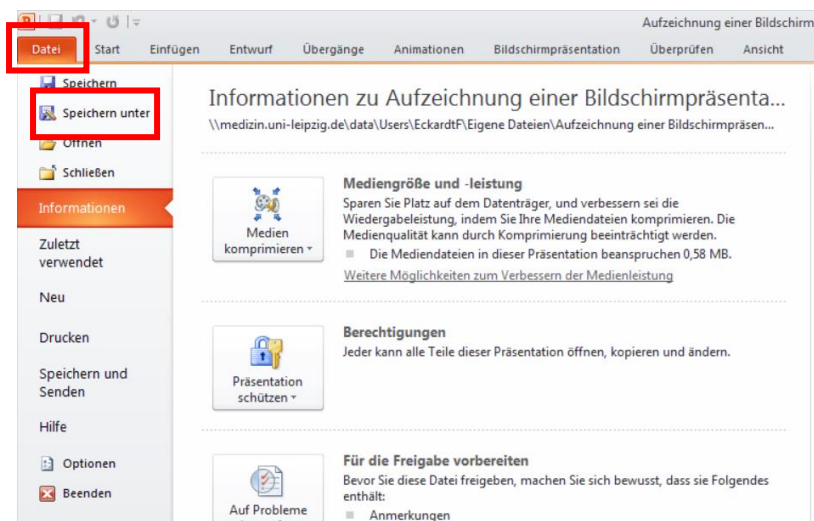 Aufzeichnung einer Bildschirm
Datei Start Einfügen Entwurf Übergänge Animationen Bildschirmpräsentation Überprüfen Ansicht
Speichern
Speichern unter
Öffnen
Schließen
Informationen
Zuletzt
verwendet
Neu
Drucken
Speichern und
Senden
Hilfe
Optionen
Beenden
Informationen zu Aufzeichnung einer Bildschirmpräsenta...
\\medizin.uni-leipzig.de\data\Users\EckardtF\Eigene Dateien\Aufzeichnung einer Bildschirmpräsen...
Medien
komprimieren
Mediengröße und -leistung
Sparen Sie Platz auf dem Datenträger, und verbessern sei die
Wiedergabeleistung, indem Sie Ihre Mediendateien komprimieren. Die
Medienqualität kann durch Komprimierung beeinträchtigt werden.
Die Mediendateien in dieser Präsentation beanspruchen 0,58 MB.
Weitere Möglichkeiten zum Verbessern der Medienleistung
Präsentation
schützen
Berechtigungen
Jeder kann alle Teile dieser Präsentation öffnen, kopieren und ändern.
Auf Probleme
Für die Freigabe vorbereiten
Bevor Sie diese Datei freigeben, machen Sie sich bewusst, dass sie Folgendes
enthält:
Anmerkungen